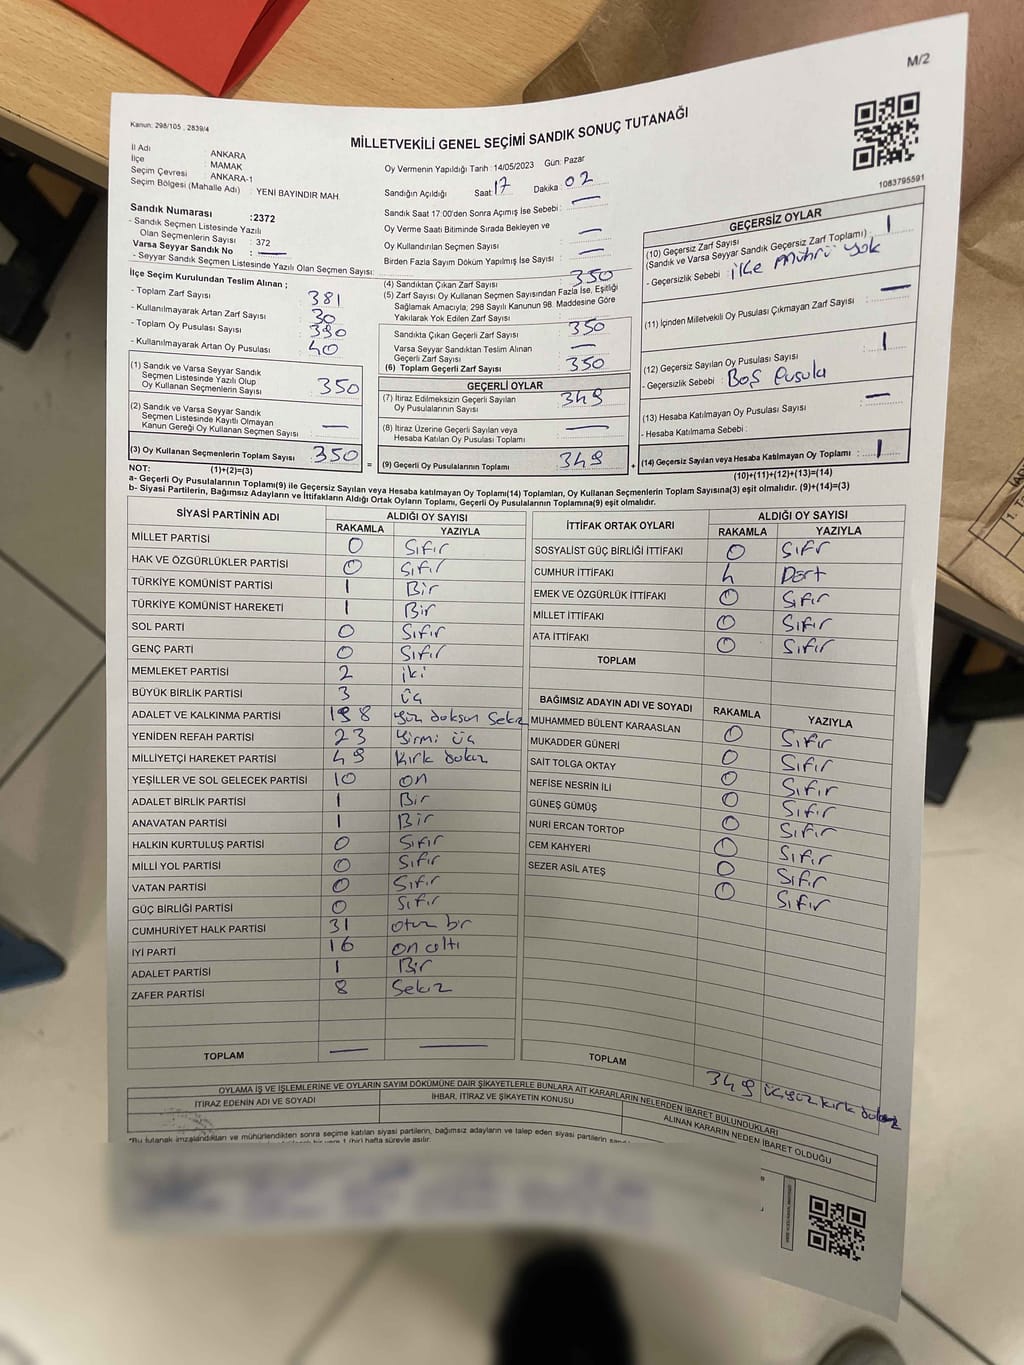 M/2
Kanun: 298/105 , 2839/4
MİLLETVEKİLİ GENEL SEÇİMİ SANDIK SONUÇ TUTANAĞI
1083795591
İl Adı ANKARA
İlçe MAMAK
Seçim Çevresi : ANKARA-1
Seçim Bölgesi (Mahalle Adı) : YENİ BAYINDIR MAH.
Sandık Numarası :2372
- Sandık Seçmen Listesinde Yazılı
Olan Seçmenlerin Sayısı : 372
Varsa Seyyar Sandık No : —
- Seyyar Sandık Seçmen Listesinde Yazılı Olan Seçmen Sayısı:
Oy Vermenin Yapıldığı Tarih :14/05/2023 Gün: Pazar
Sandığın Açıldığı Saat: 17 Dakika : 02
Sandık Saat 17:00'den Sonra Açımış İse Sebebi : —
Oy Verme Saati Bitiminde Sırada Bekleyen ve
Oy Kullandırılan Seçmen Sayısı —
Birden Fazla Sayım Döküm Yapılmış İse Sayısı : —
İlçe Seçim Kurulundan Teslim Alınan ;
- Toplam Zarf Sayısı 381
- Kullanılmayarak Artan Zarf Sayısı 30
- Toplam Oy Pusulası Sayısı 390
- Kullanılmayarak Artan Oy Pusulası 40
(1) Sandık ve Varsa Seyyar Sandık
Seçmen Listesinde Yazılı Olup
Oy Kullanan Seçmenlerin Sayısı 350
(2) Sandık ve Varsa Seyyar Sandık
Seçmen Listesinde Kayıtlı Olmayan
Kanun Gereği Oy Kullanan Seçmen Sayısı —
(3) Oy Kullanan Seçmenlerin Toplam Sayısı 350
(4) Sandıktan Çıkan Zarf Sayısı 350
(5) Zarf Sayısı Oy Kullanan Seçmen Sayısından Fazla İse, Eşitliği
Sağlamak Amacıyla, 298 Sayılı Kanunun 98. Maddesine Göre
Yakılarak Yok Edilen Zarf Sayısı
Sandıkta Çıkan Geçerli Zarf Sayısı 350
Varsa Seyyar Sandıktan Teslim Alınan
Geçerli Zarf Sayısı —
(6) Toplam Geçerli Zarf Sayısı 350
GEÇERLİ OYLAR
(7) İtiraz Edilmeksizin Geçerli Sayılan
Oy Pusulalarının Sayısı 349
(8) İtiraz Üzerine Geçerli Sayılan veya
Hesaba Katılan Oy Pusulası Toplamı —
= (9) Geçerli Oy Pusulalarının Toplamı 349
GEÇERSİZ OYLAR
(10) Geçersiz Zarf Sayısı 1
(Sandık ve Varsa Seyyar Sandık Geçersiz Zarf Toplamı) :
- Geçersizlik Sebebi : ilçe mührü yok
(11) İçinden Milletvekili Oy Pusulası Çıkmayan Zarf Sayısı —
(12) Geçersiz Sayılan Oy Pusulası Sayısı 1
- Geçersizlik Sebebi : Boş Pusula
(13) Hesaba Katılmayan Oy Pusulası Sayısı —
- Hesaba Katılmama Sebebi :
+ (14) Geçersiz Sayılan veya Hesaba Katılmayan Oy Toplamı : 1
NOT: (1)+(2)=(3)
(10)+(11)+(12)+(13)=(14)
a- Geçerli Oy Pusulalarının Toplamı(9) ile Geçersiz Sayılan veya Hesaba katılmayan Oy Toplamı(14) Toplamları, Oy Kullanan Seçmenlerin Toplam Sayısına(3) eşit olmalıdır. (9)+(14)=(3)
b- Siyasi Partilerin, Bağımsız Adayların ve İttifakların Aldığı Ortak Oyların Toplamı, Geçerli Oy Pusulalarının Toplamına(9) eşit olmalıdır.
SİYASİ PARTİNİN ADI ALDIĞI OY SAYISI
RAKAMLA YAZIYLA
MİLLET PARTİSİ 0 Sıfır
HAK VE ÖZGÜRLÜKLER PARTİSİ 0 Sıfır
TÜRKİYE KOMÜNİST PARTİSİ 1 Bir
TÜRKİYE KOMÜNİST HAREKETİ 1 Bir
SOL PARTİ 0 Sıfır
GENÇ PARTİ 0 Sıfır
MEMLEKET PARTİSİ 2 iki
BÜYÜK BİRLİK PARTİSİ 3 üç
ADALET VE KALKINMA PARTİSİ 198 yüz doksan Sekiz
YENİDEN REFAH PARTİSİ 23 yirmi üç
MİLLİYETÇİ HAREKET PARTİSİ 49 kırk dokuz
YEŞİLLER VE SOL GELECEK PARTİSİ 10 on
ADALET BİRLİK PARTİSİ 1 Bir
ANAVATAN PARTİSİ 1 Bir
HALKIN KURTULUŞ PARTİSİ 0 Sıfır
MİLLİ YOL PARTİSİ 0 Sıfır
VATAN PARTİSİ 0 Sıfır
GÜÇ BİRLİĞİ PARTİSİ 0 Sıfır
CUMHURİYET HALK PARTİSİ 31 otuz bir
İYİ PARTİ 16 on altı
ADALET PARTİSİ 1 Bir
ZAFER PARTİSİ 8 Sekiz
TOPLAM — —
İTTİFAK ORTAK OYLARI ALDIĞI OY SAYISI
RAKAMLA YAZIYLA
SOSYALİST GÜÇ BİRLİĞİ İTTİFAKI 0 Sıfır
CUMHUR İTTİFAKI 4 Dört
EMEK VE ÖZGÜRLÜK İTTİFAKI 0 Sıfır
MİLLET İTTİFAKI 0 Sıfır
ATA İTTİFAKI 0 Sıfır
TOPLAM
BAĞIMSIZ ADAYIN ADI VE SOYADI RAKAMLA YAZIYLA
MUHAMMED BÜLENT KARAASLAN 0 Sıfır
MUKADDER GÜNERİ 0 Sıfır
SAİT TOLGA OKTAY 0 Sıfır
NEFİSE NESRİN İLİ 0 Sıfır
GÜNEŞ GÜMÜŞ 0 Sıfır
NURİ ERCAN TORTOP 0 Sıfır
CEM KAHYERİ 0 Sıfır
SEZER ASİL ATEŞ 0 Sıfır
TOPLAM 349 üçyüz kırk dokuz
OYLAMA İŞ VE İŞLEMLERİNE VE OYLARIN SAYIM DÖKÜMÜNE DAİR ŞİKAYETLERLE BUNLARA AİT KARARLARIN NELERDEN İBARET BULUNDUKLARI
İTİRAZ EDENİN ADI VE SOYADI İHBAR, İTİRAZ VE ŞİKAYETİN KONUSU ALINAN KARARIN NEDEN İBARET OLDUĞU
*Bu tutanak imzalandıktan ve mühürlendikten sonra seçime katılan siyasi partilerin, bağımsız adayların ve talep eden siyasi partilerin
1 (bir) hafta süreyle asılır.